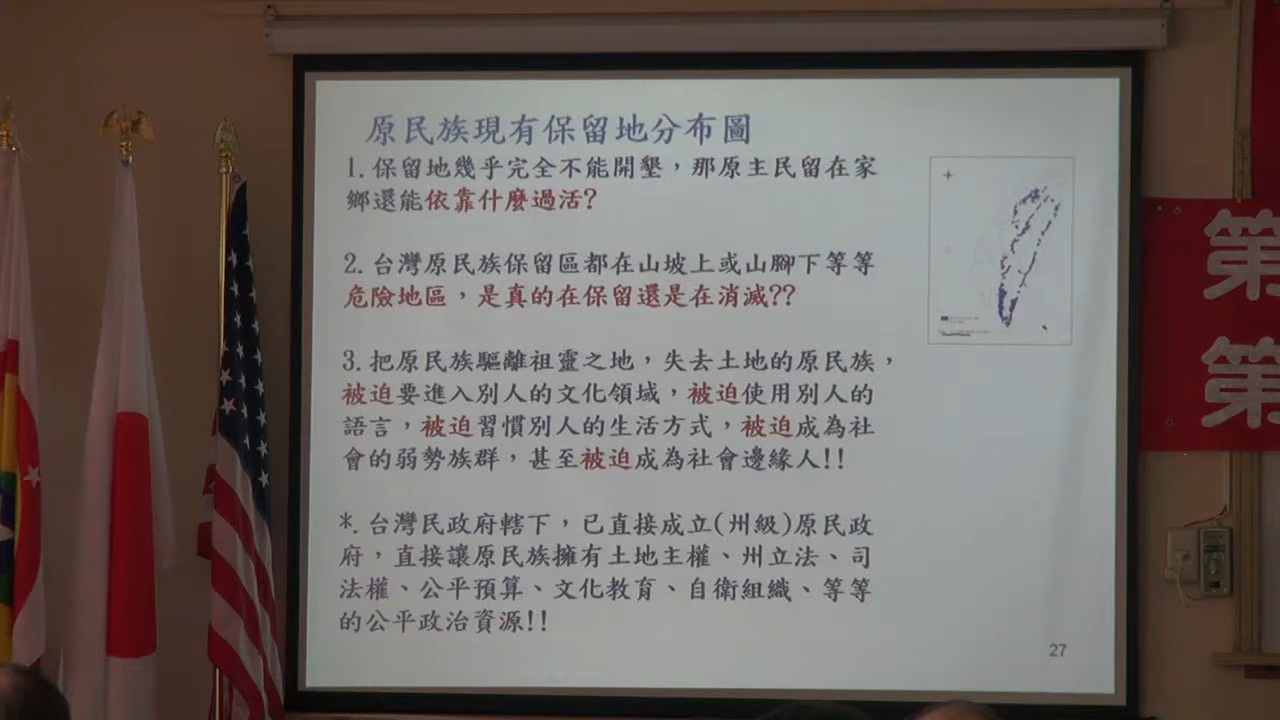 原民族現有保留地分布圖
1. 保留地幾乎完全不能開墾，那原主民留在家
鄉還能依靠什麼過活?
2. 台灣原民族保留區都在山坡上或山腳下等等
危險地區，是真的在保留還是在消滅??
3. 把原民族驅離祖靈之地，失去土地的原民族，
被迫要進入別人的文化領域，被迫使用別人的
語言，被迫習慣別人的生活方式，被迫成為社
會的弱勢族群，甚至被迫成為社會邊緣人!!
*. 台灣民政府轄下，已直接成立(州級)原民政
府，直接讓原民族擁有土地主權、州立法、司
法權、公平預算、文化教育、自衛組織、等等
的公平政治資源!!
27
第
第